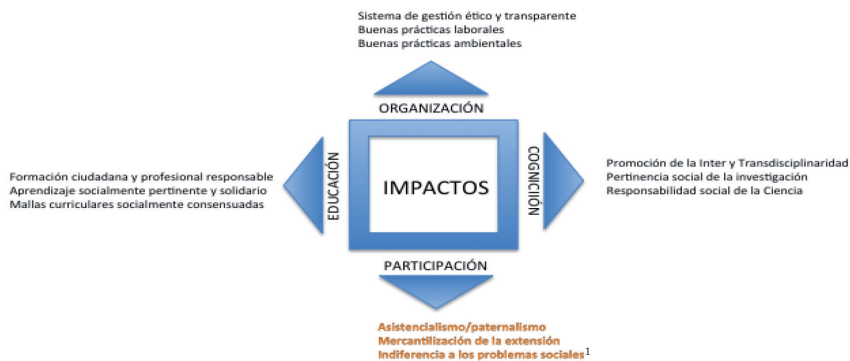 Sistema de gestión ético y transparente
Buenas prácticas laborales
Buenas prácticas ambientales
ORGANIZACIÓN
EDUCACIÓN
Formación ciudadana y profesional responsable
Aprendizaje socialmente pertinente y solidario
Mallas curriculares socialmente consensuadas
IMPACTOS
COGNICIÓN
Promoción de la Inter y Transdisciplinaridad
Pertinencia social de la investigación
Responsabilidad social de la Ciencia
PARTICIPACIÓN
Asistencialismo/paternalismo
Mercantilización de la extensión
Indiferencia a los problemas sociales¹